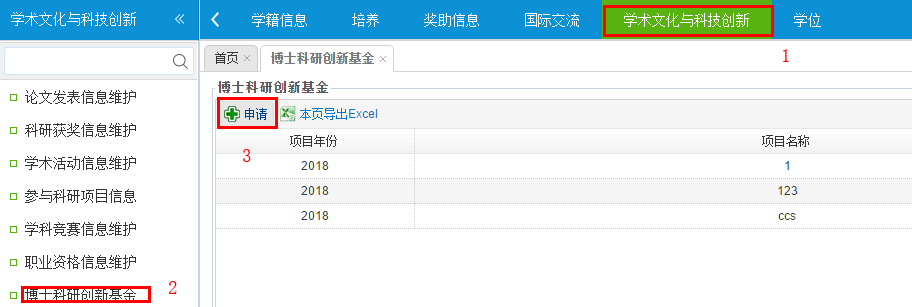 学术文化与科技创新
学籍信息 培养 奖助信息 国际交流 学术文化与科技创新 学位
1
首页 博士科研创新基金
博士科研创新基金
申请 本页导出Excel
3
项目年份 项目名称
2018 1
2018 123
2018 ccs
论文发表信息维护
科研获奖信息维护
学术活动信息维护
参与科研项目信息
学科竞赛信息维护
职业资格信息维护
博士科研创新基金
2